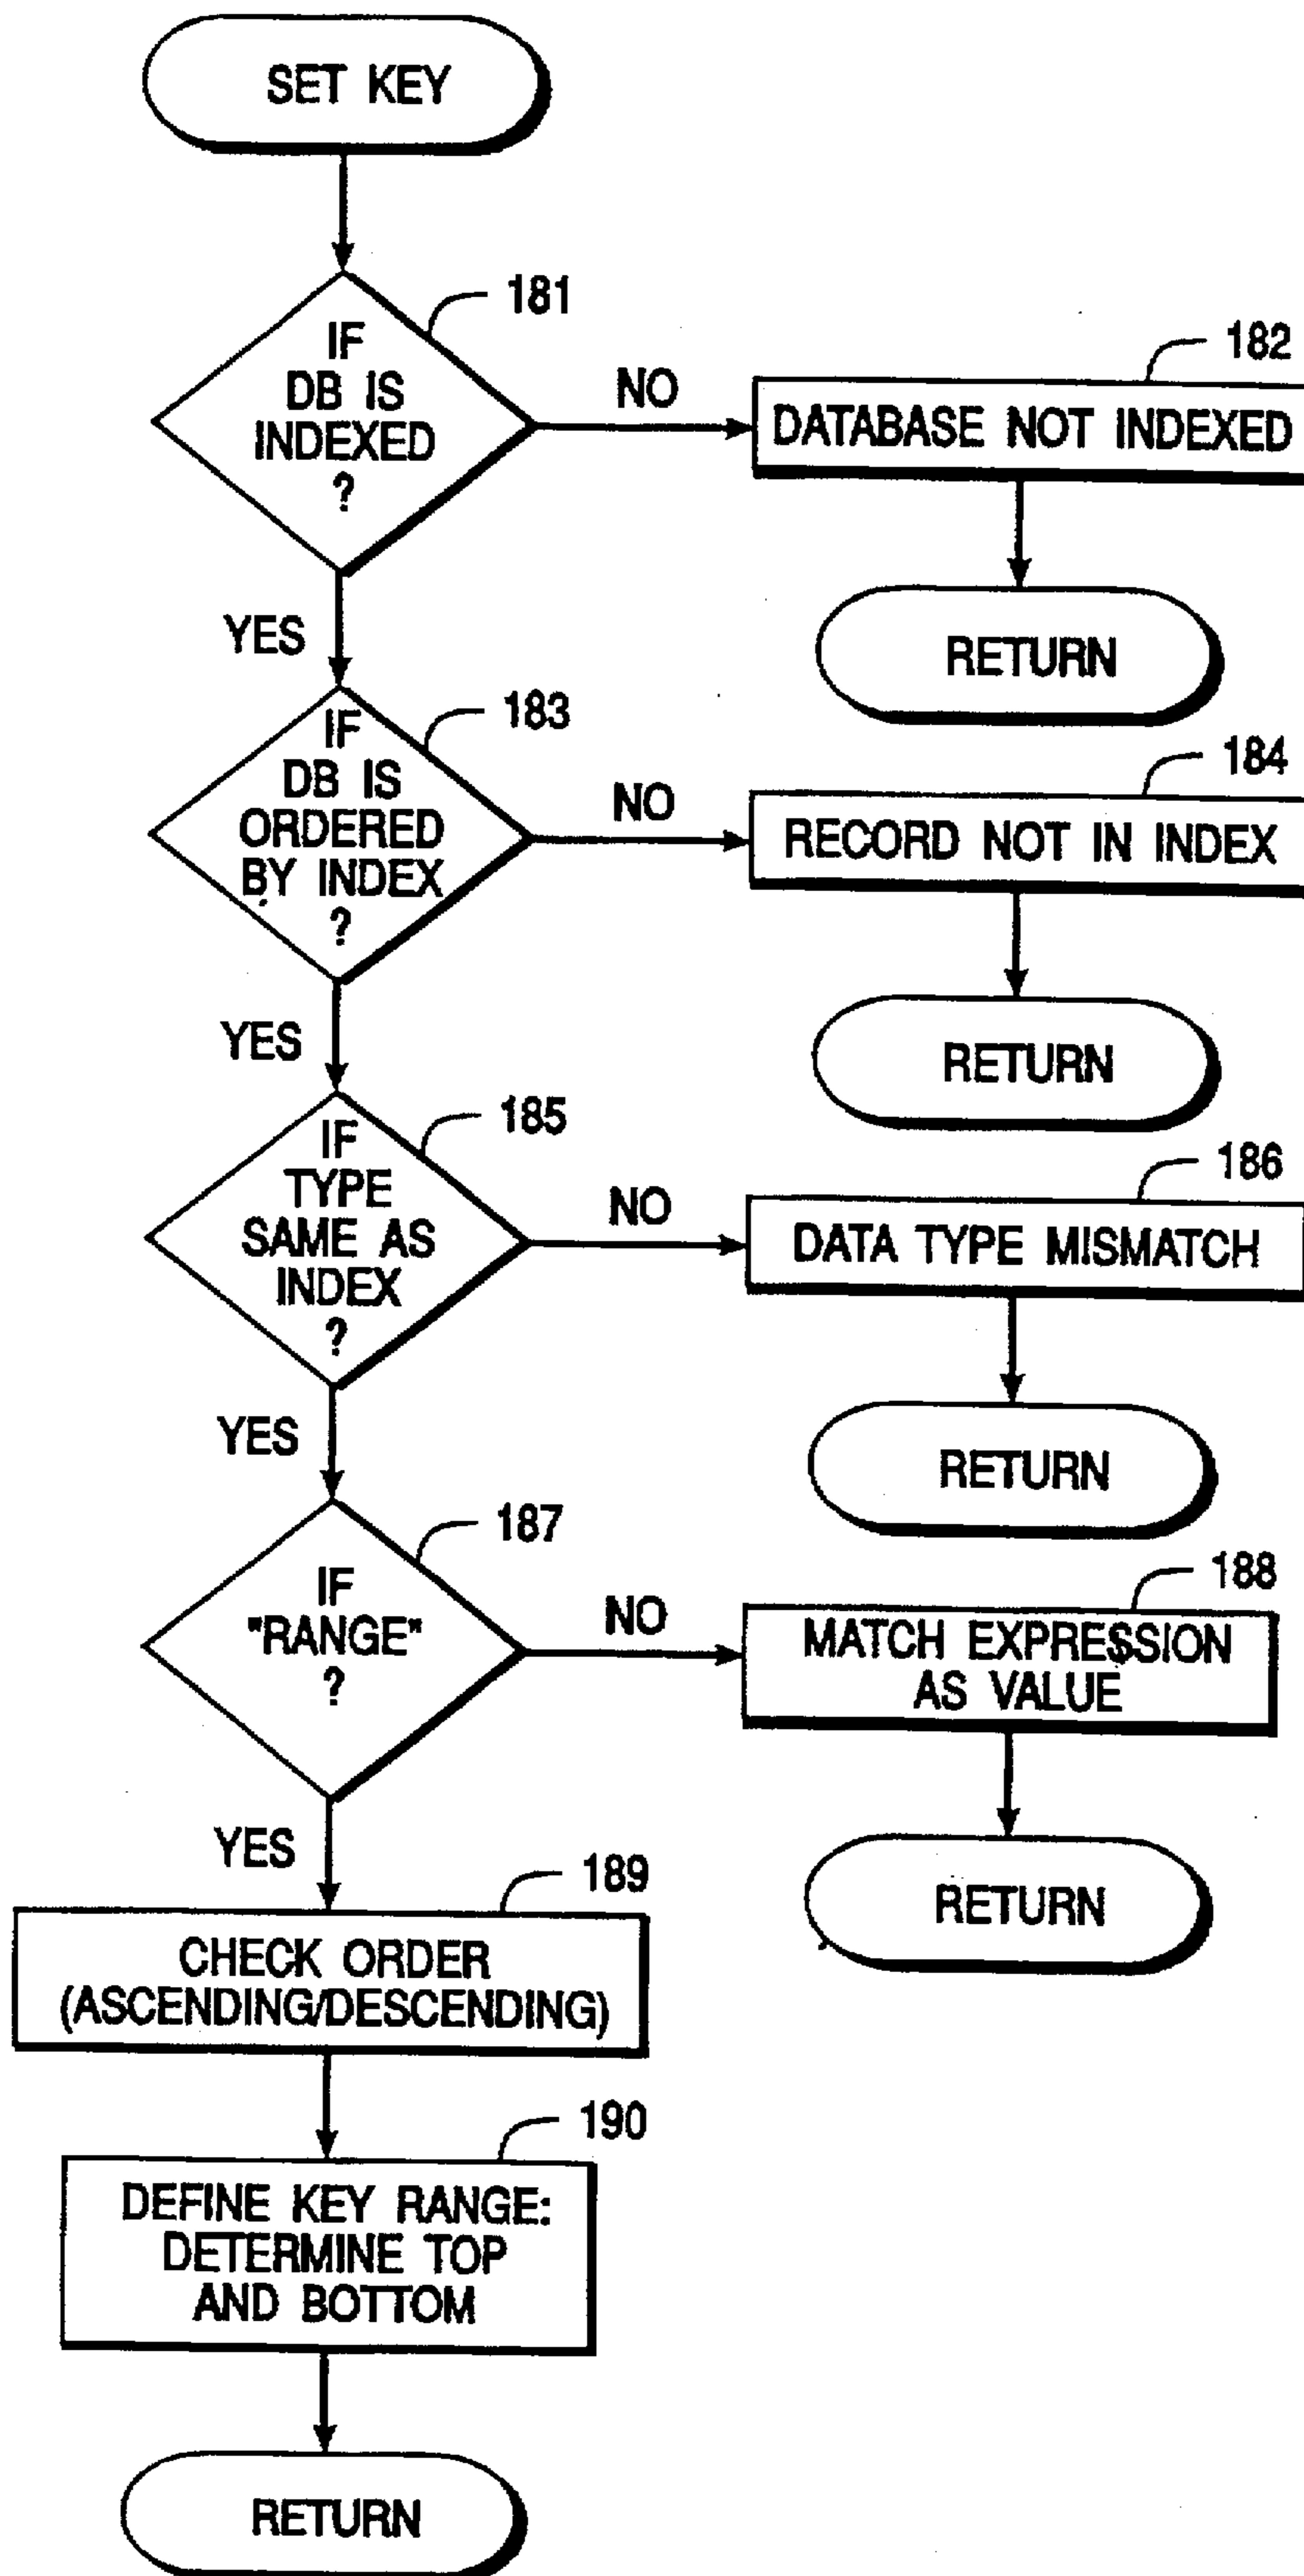 SET KEY
181
IF
DB IS
INDEXED
?
NO
182
DATABASE NOT INDEXED
RETURN
YES
183
IF
DB IS
ORDERED
BY INDEX
?
NO
184
RECORD NOT IN INDEX
RETURN
YES
185
IF
TYPE
SAME AS
INDEX
?
NO
186
DATA TYPE MISMATCH
RETURN
YES
187
IF
"RANGE"
?
NO
188
MATCH EXPRESSION
AS VALUE
RETURN
YES
189
CHECK ORDER
(ASCENDING/DESCENDING)
190
DEFINE KEY RANGE:
DETERMINE TOP
AND BOTTOM
RETURN